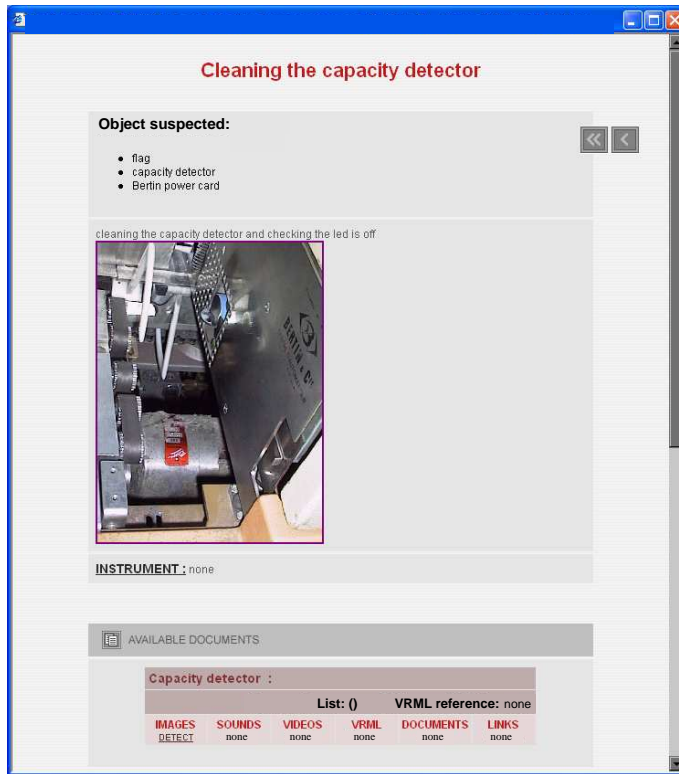 Cleaning the capacity detector
Object suspected:
flag
capacity detector
Bertin power card
cleaning the capacity detector and checking the led is off
BERTIN & Cie
INSTRUMENT : none
AVAILABLE DOCUMENTS
Capacity detector :
List: () VRML reference: none
IMAGES SOUNDS VIDEOS VRML DOCUMENTS LINKS
DETECT none none none none none